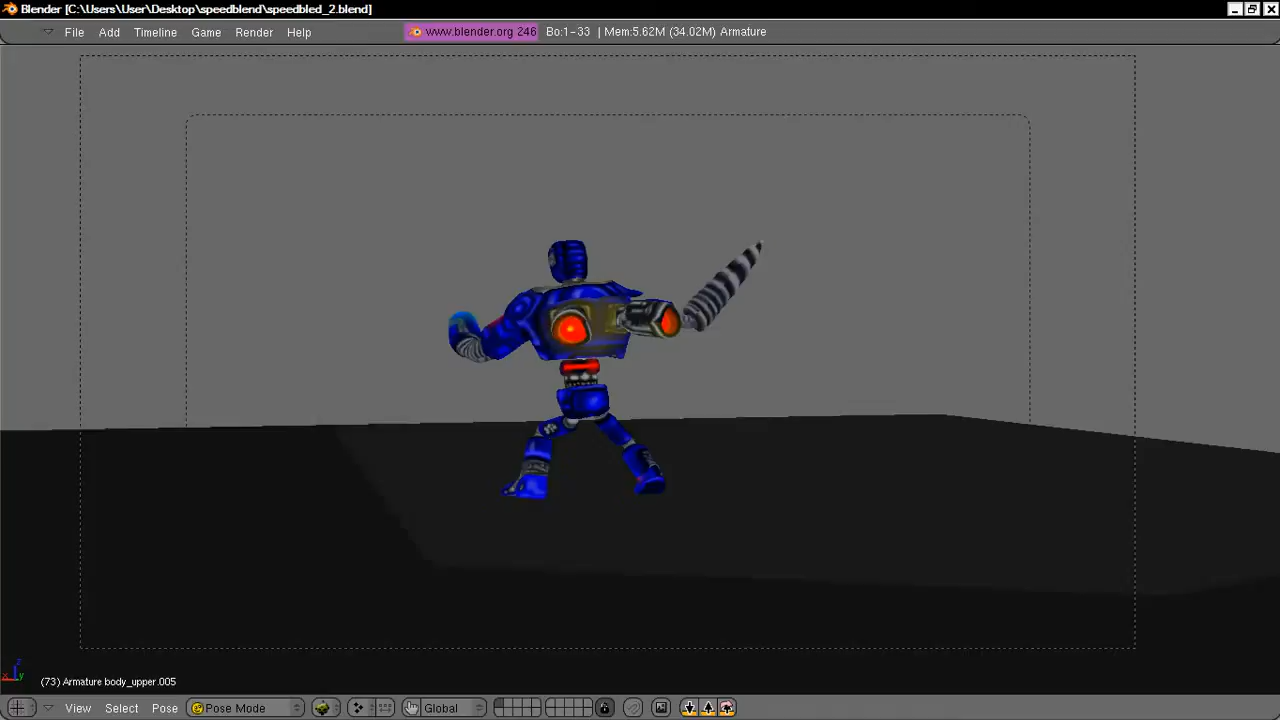 Blender [C:\Users\User\Desktop\speedblend\speedbled_2.blend]
File Add Timeline Game Render Help www.blender.org 246 Bo:1-33 | Mem:5.62M (34.02M) Armature
z
x y
(73) Armature body_upper.005
View Select Pose Pose Mode Global